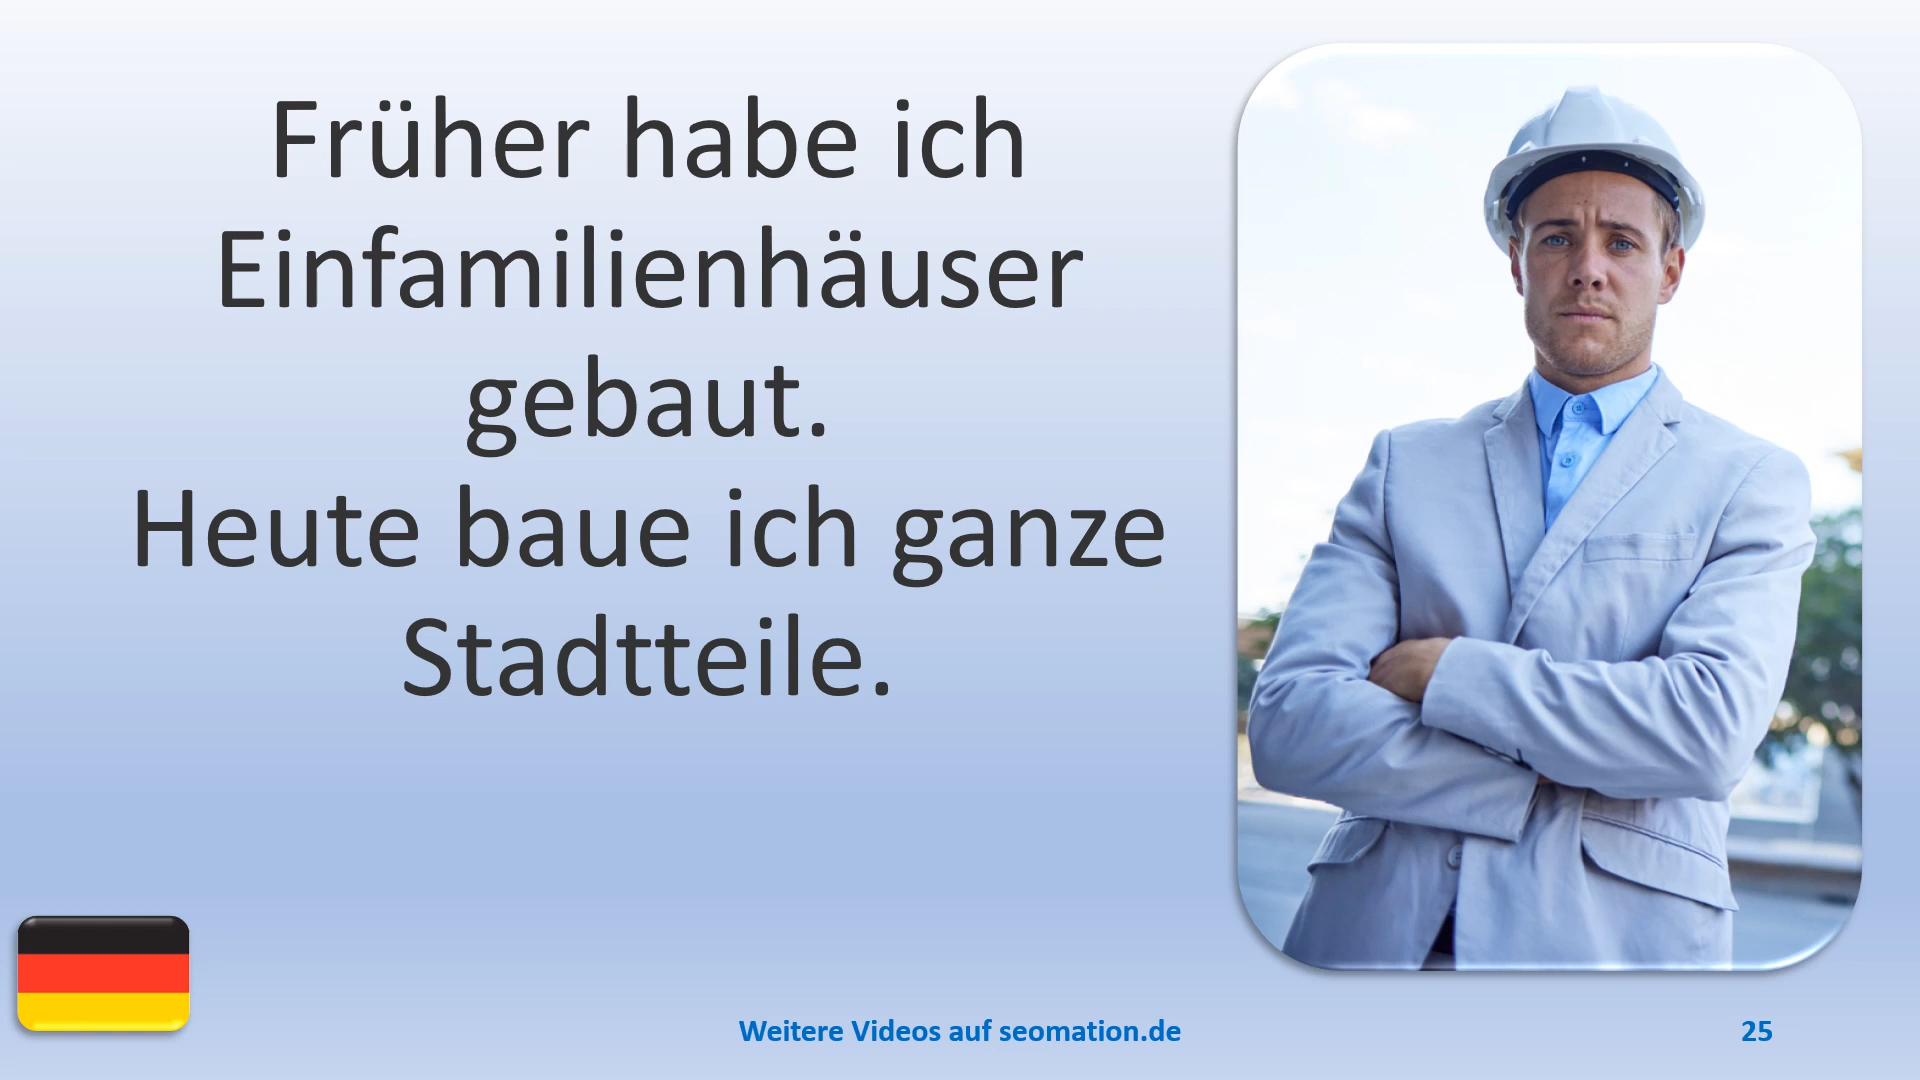 Früher habe ich
Einfamilienhäuser
gebaut.
Heute baue ich ganze
Stadtteile.
Weitere Videos auf seomation.de
25